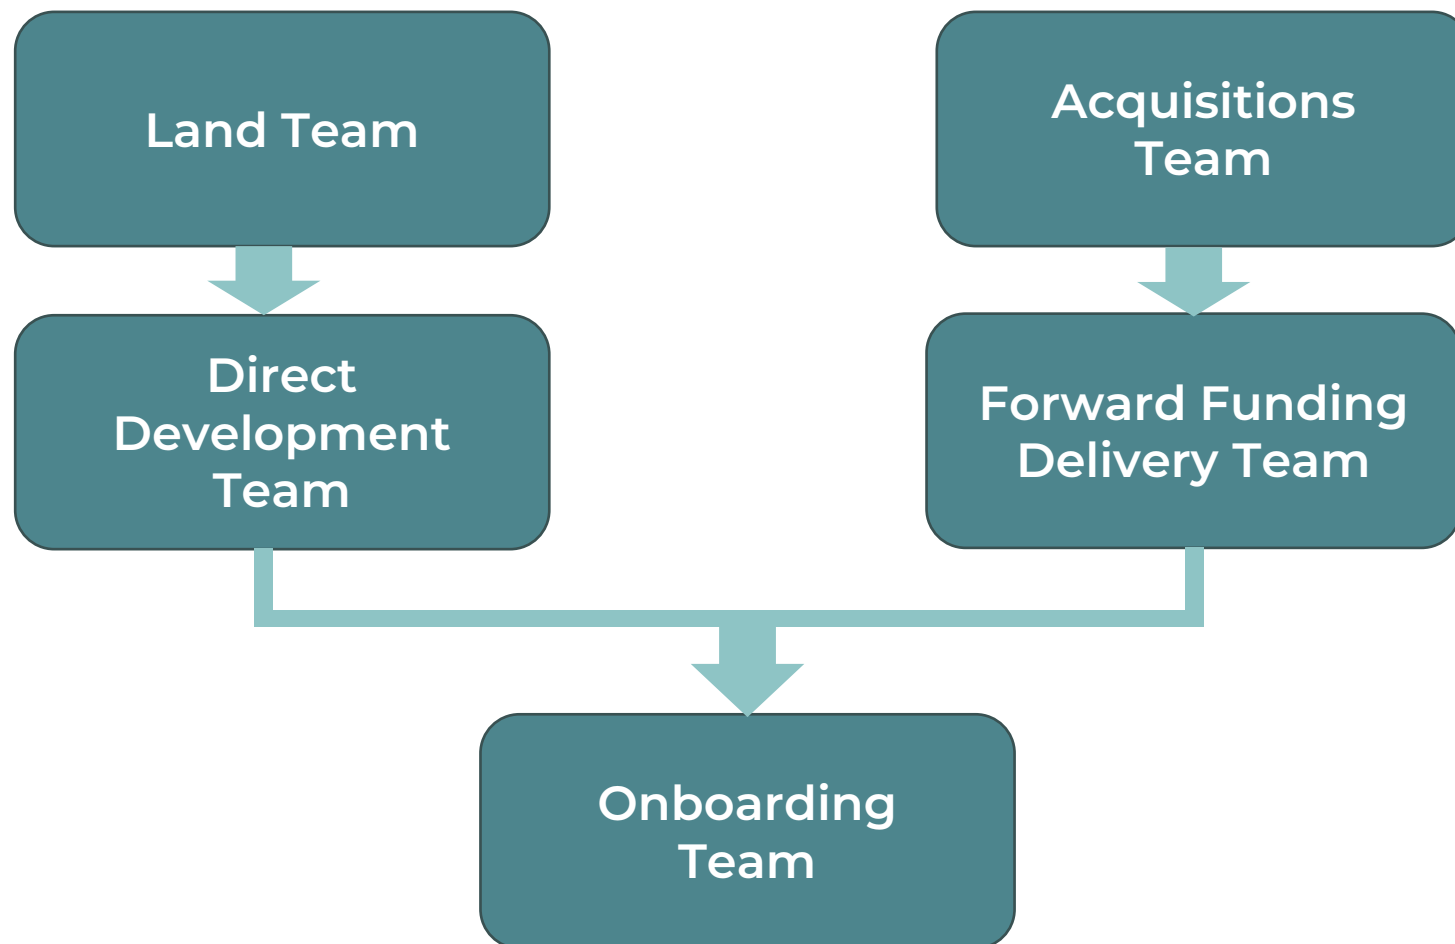 Land Team
Acquisitions
Team
Direct
Development
Team
Forward Funding
Delivery Team
Onboarding
Team